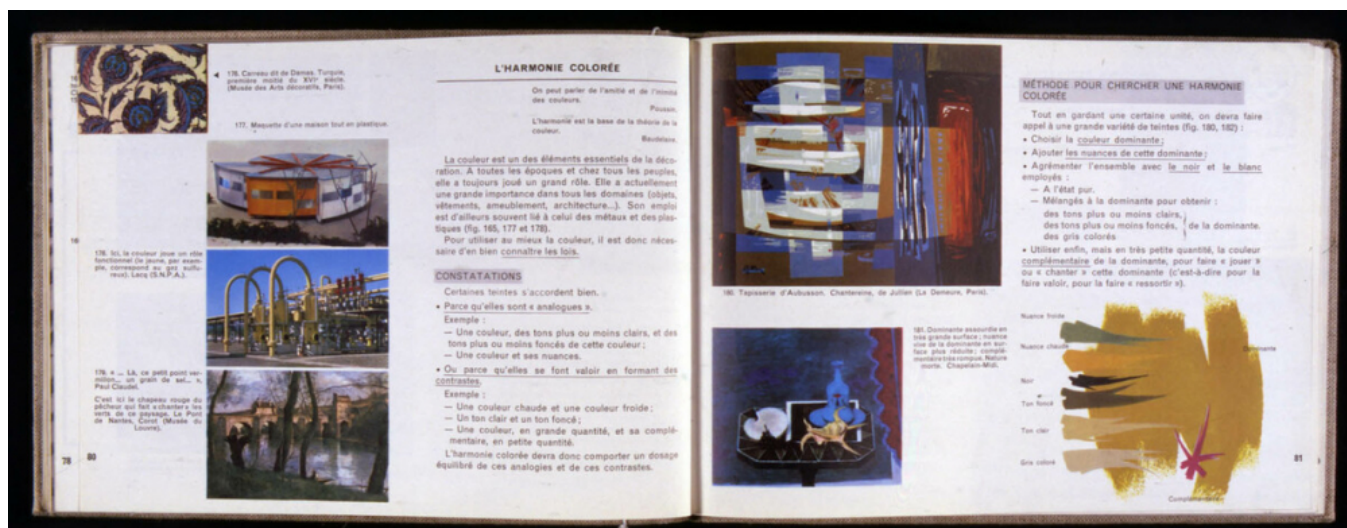 176. Carreau dit de Damas. Turquie,
première moitié du XVIe siècle.
(Musée des Arts décoratifs, Paris).
177. Maquette d'une maison tout en plastique.
178. Ici, la couleur joue un rôle
fonctionnel (le jaune, par exem-
ple, correspond au gaz sulfu-
reux). Lacq (S.N.P.A.).
179. « ... Là, ce petit point ver-
millon... un grain de sel... »,
Paul Claudel.
C'est ici le chapeau rouge du
pêcheur qui fait « chanter » les
verts de ce paysage. Le Pont
de Nantes, Corot (Musée du
Louvre).
78 80
L'HARMONIE COLORÉE
On peut parler de l'amitié et de l'inimitié
des couleurs.
Poussin.
L'harmonie est la base de la théorie de la
couleur.
Baudelaire.
La couleur est un des éléments essentiels de la déco-
ration. A toutes les époques et chez tous les peuples,
elle a toujours joué un grand rôle. Elle a actuellement
une grande importance dans tous les domaines (objets,
vêtements, ameublement, architecture...). Son emploi
est d'ailleurs souvent lié à celui des métaux et des plas-
tiques (fig. 165, 177 et 178).
Pour utiliser au mieux la couleur, il est donc néces-
saire d'en bien connaître les lois.
CONSTATATIONS
Certaines teintes s'accordent bien.
• Parce qu'elles sont « analogues ».
Exemple :
— Une couleur, des tons plus ou moins clairs, et des
tons plus ou moins foncés de cette couleur ;
— Une couleur et ses nuances.
• Ou parce qu'elles se font valoir en formant des
contrastes.
Exemple :
— Une couleur chaude et une couleur froide ;
— Un ton clair et un ton foncé ;
— Une couleur, en grande quantité, et sa complé-
mentaire, en petite quantité.
L'harmonie colorée devra donc comporter un dosage
équilibré de ces analogies et de ces contrastes.
180. Tapisserie d'Aubusson. Chantereine, de Jullien (La Demeure, Paris).
181. Dominante assourdie en
très grande surface ; nuance
vive de la dominante en sur-
face plus réduite ; complé-
mentaire très rompue. Nature
morte. Chapelain-Midi.
MÉTHODE POUR CHERCHER UNE HARMONIE
COLORÉE
Tout en gardant une certaine unité, on devra faire
appel à une grande variété de teintes (fig. 180, 182) :
• Choisir la couleur dominante ;
• Ajouter les nuances de cette dominante ;
• Agrémenter l'ensemble avec le noir et le blanc
employés :
— A l'état pur.
— Mélangés à la dominante pour obtenir :
des tons plus ou moins clairs,
des tons plus ou moins foncés, de la dominante.
des gris colorés
• Utiliser enfin, mais en très petite quantité, la couleur
complémentaire de la dominante, pour faire « jouer »
ou « chanter » cette dominante (c'est-à-dire pour la
faire valoir, pour la faire « ressortir »).
Nuance froide
Nuance chaude
Dominante
Noir
Ton foncé
Ton clair
Gris coloré
Complémentaire
81